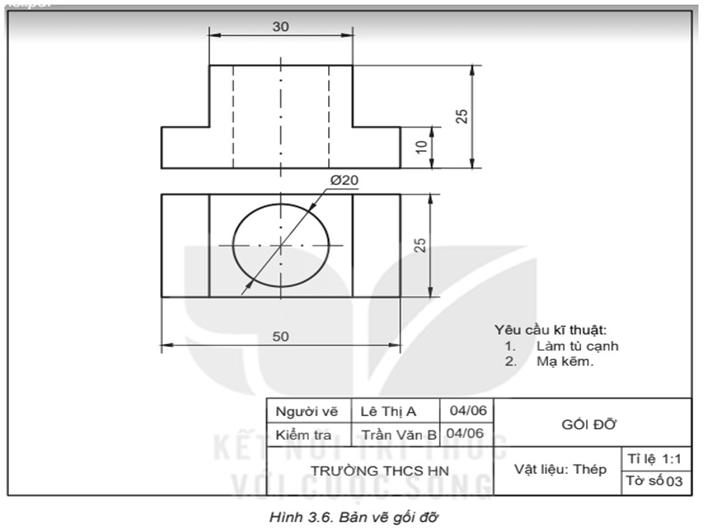 30
25
10
Ø20
25
50
Yêu cầu kĩ thuật:
1. Làm tù cạnh
2. Mạ kẽm.
Người vẽ Lê Thị A 04/06
GỐI ĐỠ
Kiểm tra Trần Văn B 04/06
TRƯỜNG THCS HN
Vật liệu: Thép
Tỉ lệ 1:1
Tờ số 03
KẾT NỐI TRI THỨC
VỚI CUỘC SỐNG
Hình 3.6. Bản vẽ gối đỡ